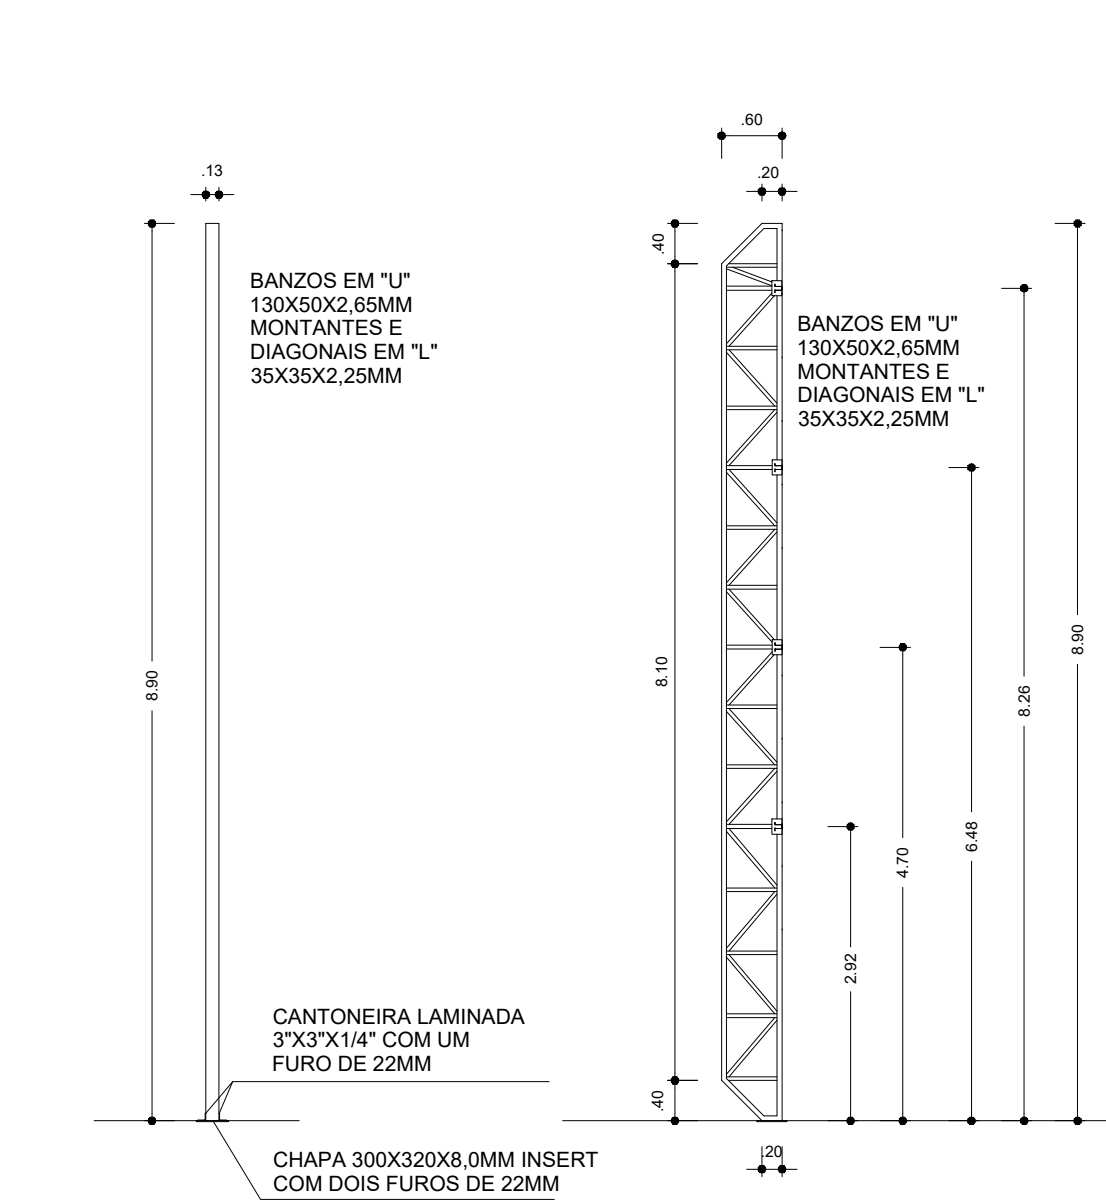 .60
.13
.20
.40
BANZOS EM "U"
130X50X2,65MM
MONTANTES E
DIAGONAIS EM "L"
35X35X2,25MM
BANZOS EM "U"
130X50X2,65MM
MONTANTES E
DIAGONAIS EM "L"
35X35X2,25MM
8.90
8.10
8.90
8.26
6.48
4.70
2.92
CANTONEIRA LAMINADA
3"X3"X1/4" COM UM
FURO DE 22MM
.40
CHAPA 300X320X8,0MM INSERT
COM DOIS FUROS DE 22MM
.20